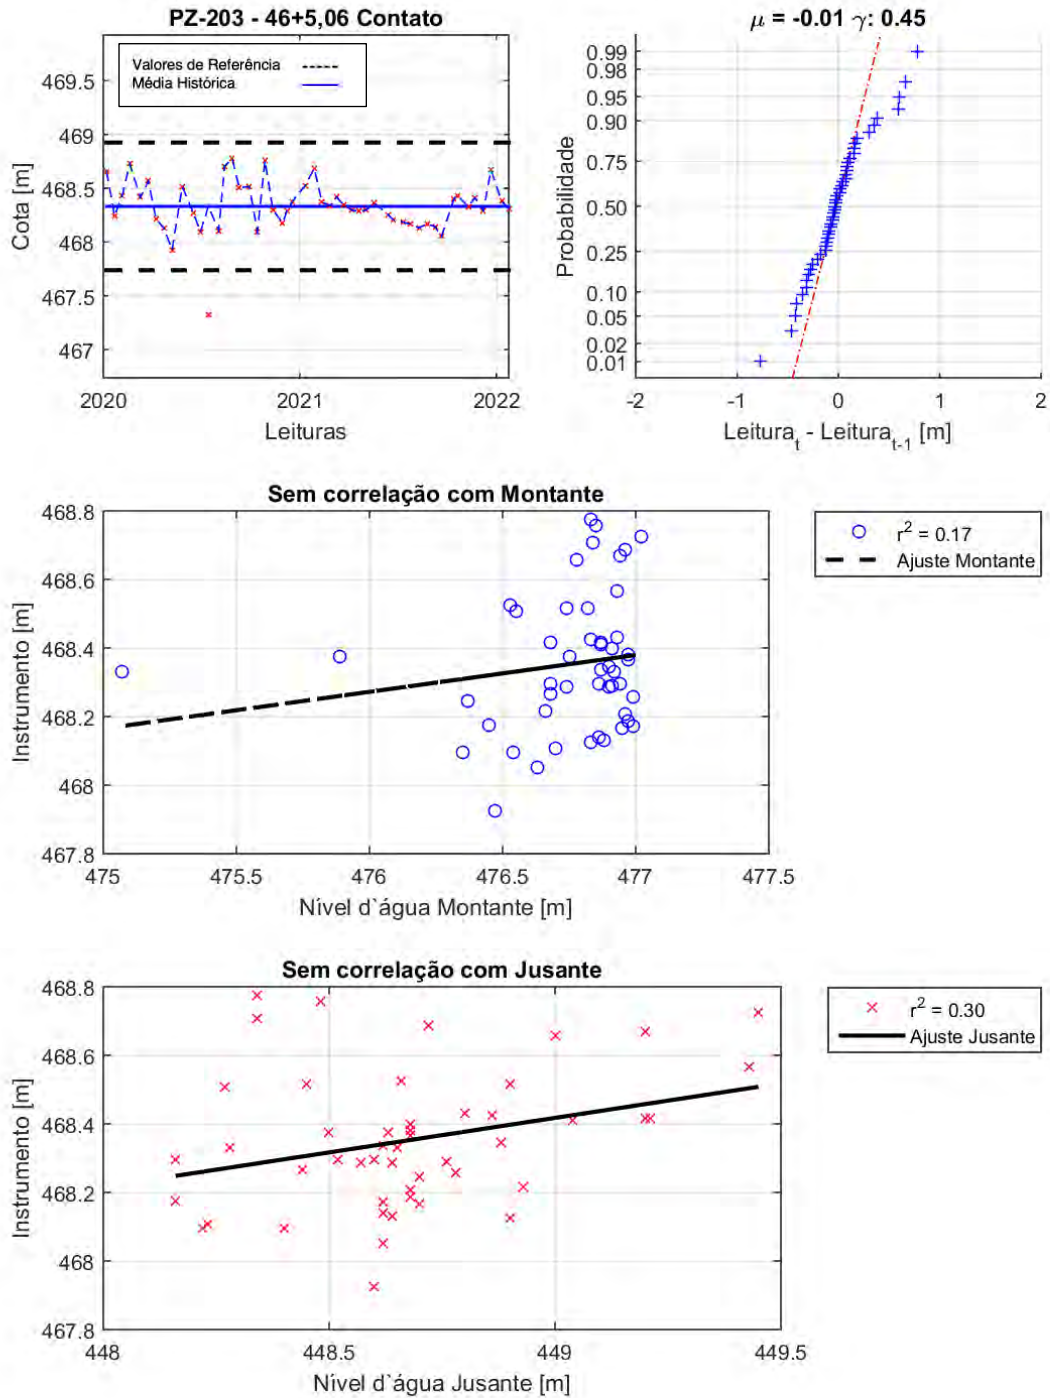 PZ-203 - 46+5,06 Contato
Valores de Referência
Média Histórica
469.5
469
468.5
468
467.5
467
Cota [m]
2020
2021
2022
Leituras
μ = -0.01 γ: 0.45
0.99
0.98
0.95
0.90
0.75
0.50
0.25
0.10
0.05
0.02
0.01
Probabilidade
-2
-1
0
1
2
Leitura_t - Leitura_t-1 [m]
Sem correlação com Montante
468.8
468.6
468.4
468.2
468
467.8
Instrumento [m]
475
475.5
476
476.5
477
477.5
Nível d`água Montante [m]
r² = 0.17
Ajuste Montante
Sem correlação com Jusante
468.8
468.6
468.4
468.2
468
467.8
Instrumento [m]
448
448.5
449
449.5
Nível d`água Jusante [m]
r² = 0.30
Ajuste Jusante